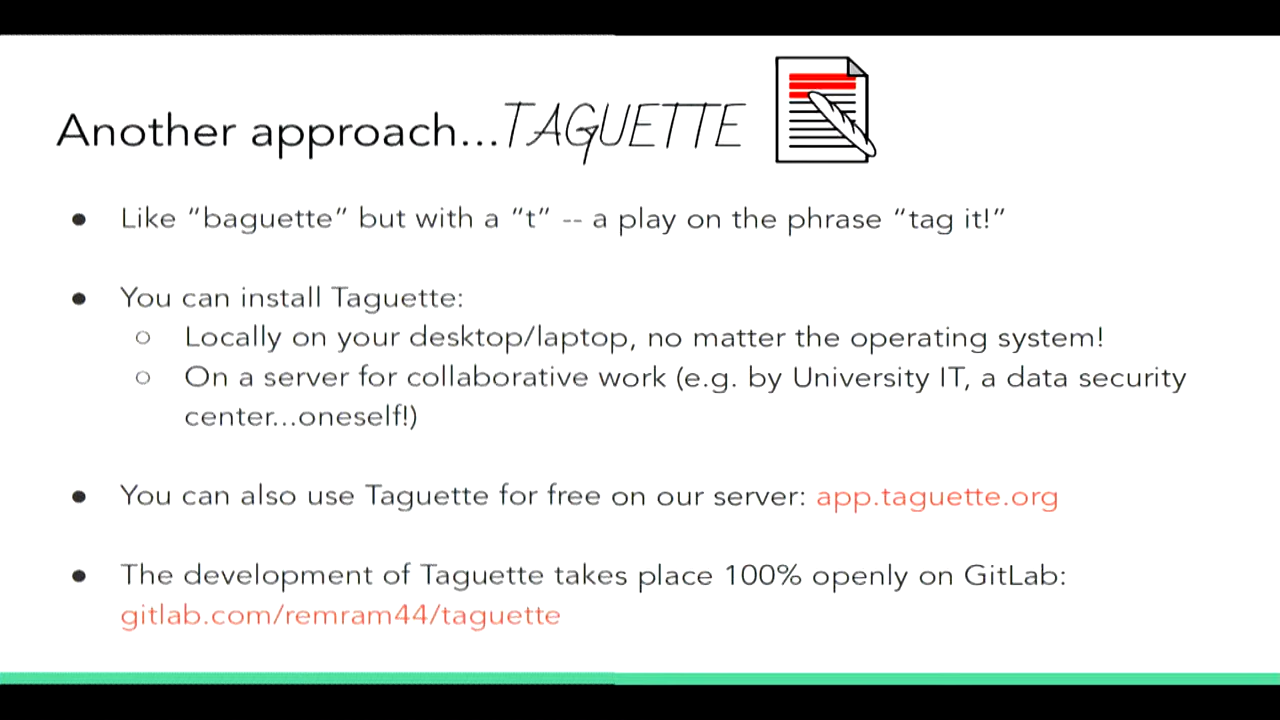 Another approach...TAGUETTE
● Like “baguette” but with a “t” -- a play on the phrase “tag it!”
● You can install Taguette:
○ Locally on your desktop/laptop, no matter the operating system!
○ On a server for collaborative work (e.g. by University IT, a data security
center...oneself!)
● You can also use Taguette for free on our server: app.taguette.org
● The development of Taguette takes place 100% openly on GitLab:
gitlab.com/remram44/taguette